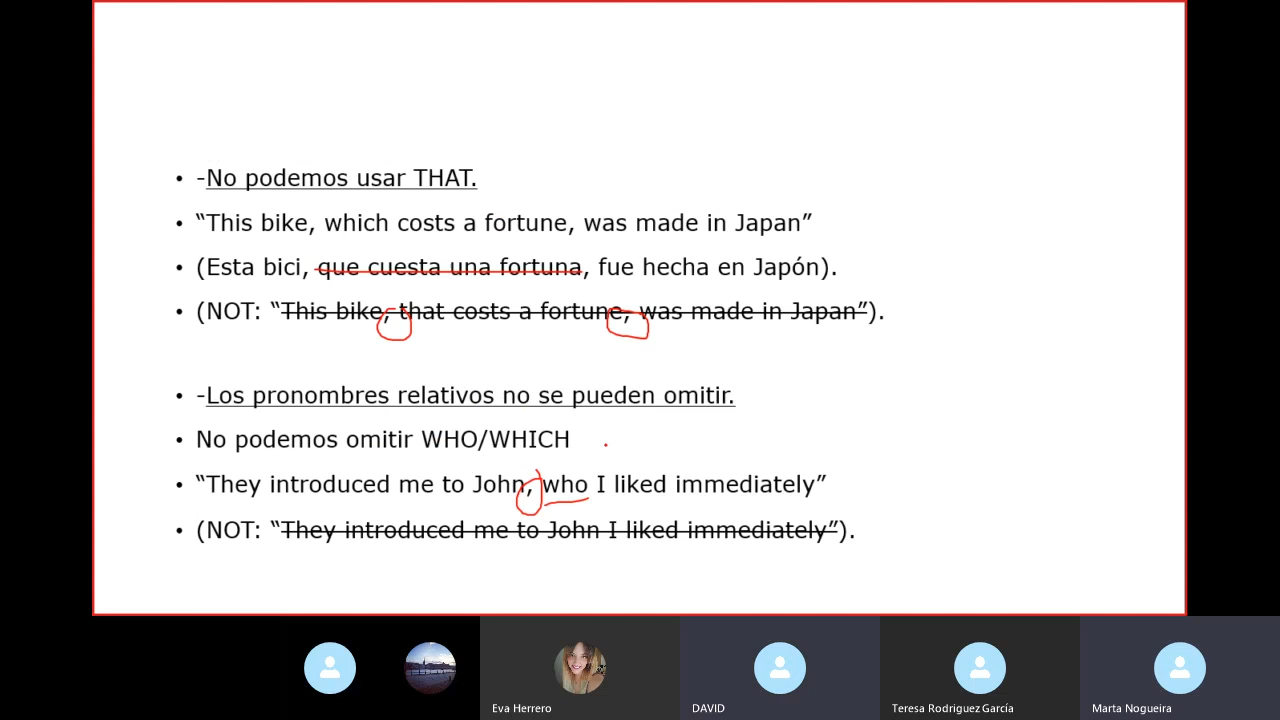 • -No podemos usar THAT.
• “This bike, which costs a fortune, was made in Japan”
• (Esta bici, que cuesta una fortuna, fue hecha en Japón).
• (NOT: “This bike, that costs a fortune, was made in Japan”).
• -Los pronombres relativos no se pueden omitir.
• No podemos omitir WHO/WHICH
• “They introduced me to John, who I liked immediately”
• (NOT: “They introduced me to John I liked immediately”).
Eva Herrero DAVID Teresa Rodriguez García Marta Nogueira